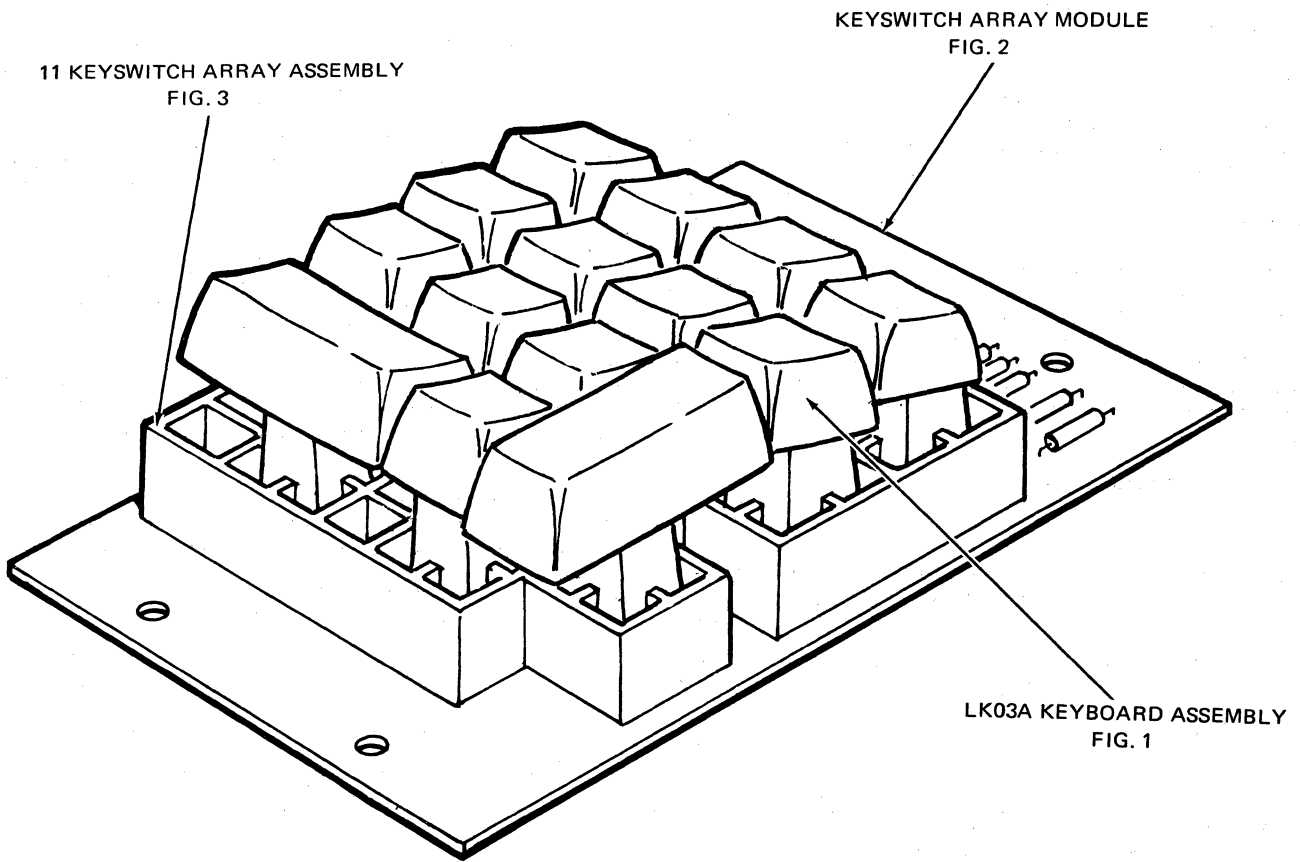 KEYSWITCH ARRAY MODULE
FIG. 2
11 KEYSWITCH ARRAY ASSEMBLY
FIG. 3
LK03A KEYBOARD ASSEMBLY
FIG. 1